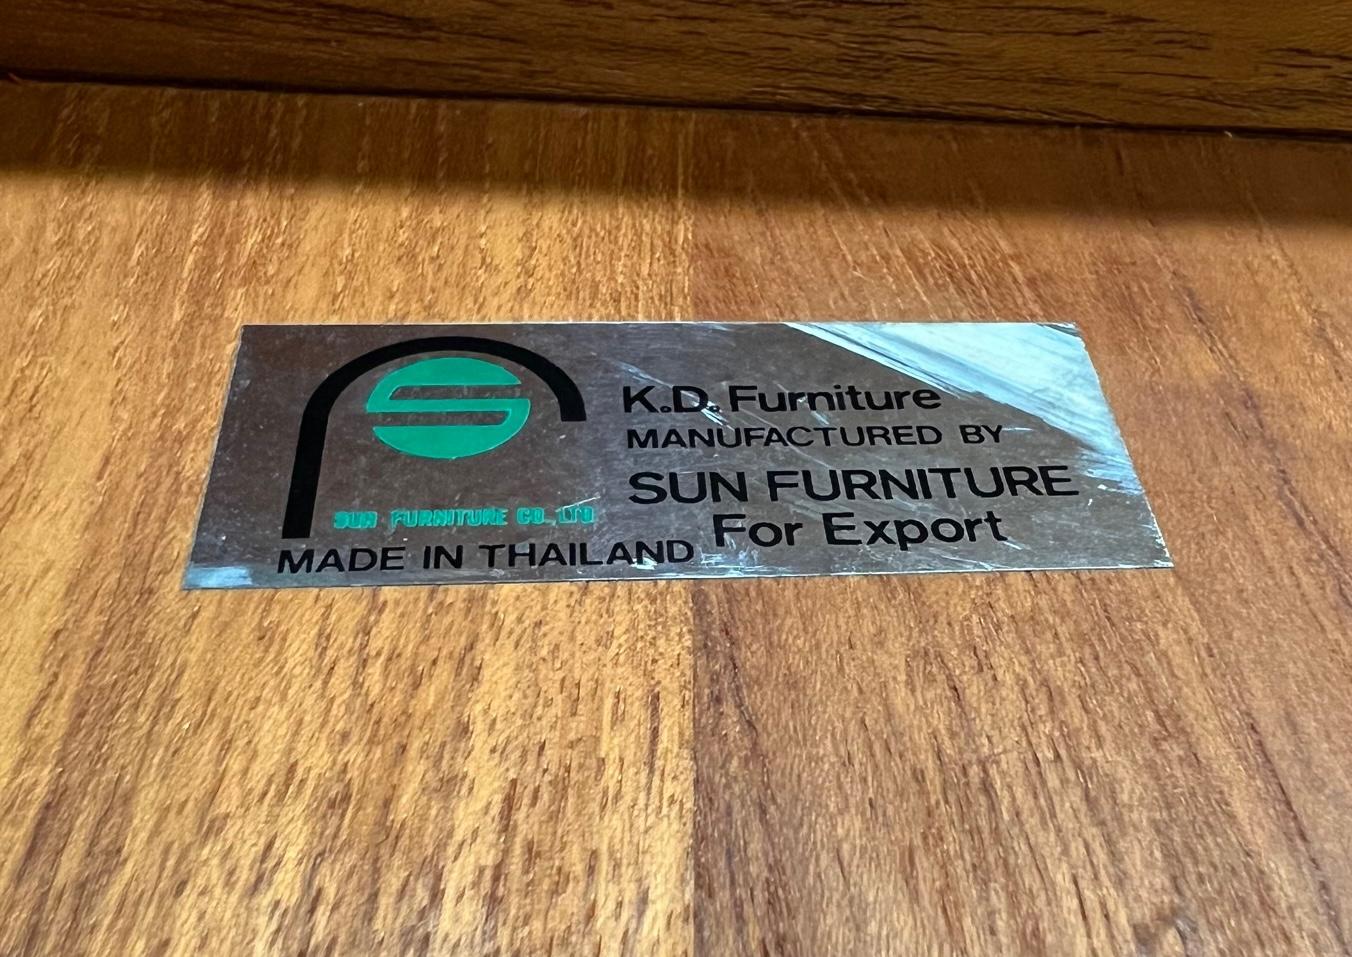 K.D. Furniture
MANUFACTURED BY
SUN FURNITURE
For Export
SUN FURNITURE CO.,LTD
MADE IN THAILAND